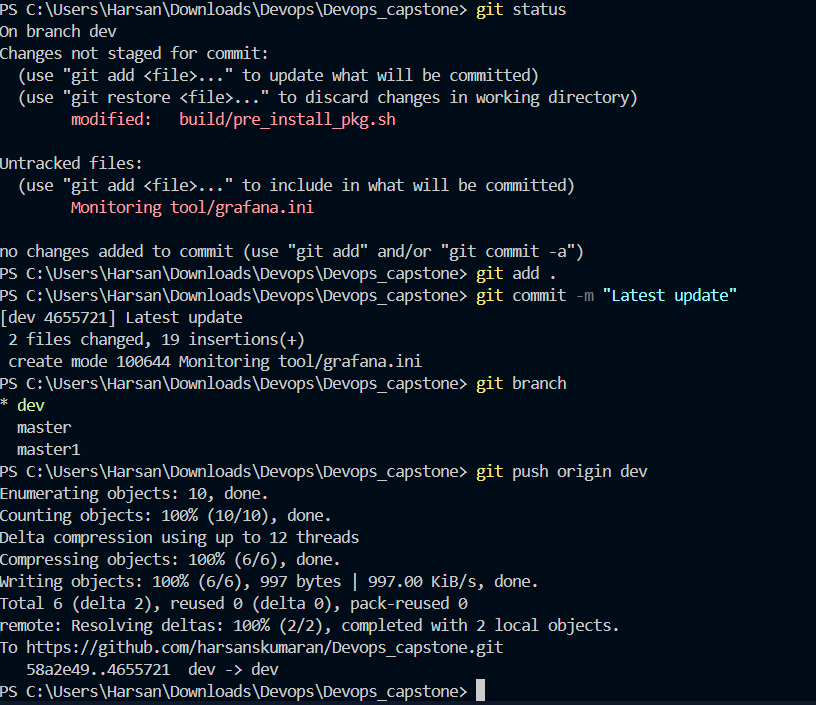 PS C:\Users\Harsan\Downloads\Devops\Devops_capstone> git status
On branch dev
Changes not staged for commit:
  (use "git add <file>..." to update what will be committed)
  (use "git restore <file>..." to discard changes in working directory)
        modified:   build/pre_install_pkg.sh

Untracked files:
  (use "git add <file>..." to include in what will be committed)
        Monitoring tool/grafana.ini

no changes added to commit (use "git add" and/or "git commit -a")
PS C:\Users\Harsan\Downloads\Devops\Devops_capstone> git add .
PS C:\Users\Harsan\Downloads\Devops\Devops_capstone> git commit -m "Latest update"
[dev 4655721] Latest update
 2 files changed, 19 insertions(+)
 create mode 100644 Monitoring tool/grafana.ini
PS C:\Users\Harsan\Downloads\Devops\Devops_capstone> git branch
* dev
  master
  master1
PS C:\Users\Harsan\Downloads\Devops\Devops_capstone> git push origin dev
Enumerating objects: 10, done.
Counting objects: 100% (10/10), done.
Delta compression using up to 12 threads
Compressing objects: 100% (6/6), done.
Writing objects: 100% (6/6), 997 bytes | 997.00 KiB/s, done.
Total 6 (delta 2), reused 0 (delta 0), pack-reused 0
remote: Resolving deltas: 100% (2/2), completed with 2 local objects.
To https://github.com/harsanskumaran/Devops_capstone.git
   58a2e49..4655721  dev -> dev
PS C:\Users\Harsan\Downloads\Devops\Devops_capstone>